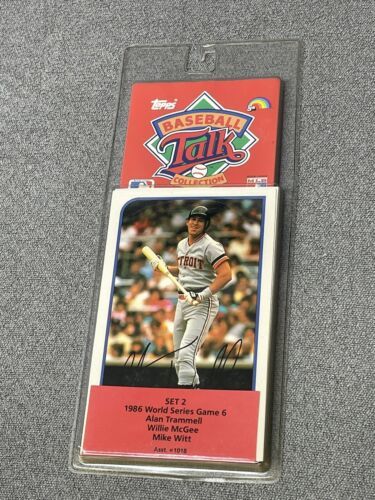 Topps
LJN
BASEBALL
Talk
COLLECTION
DETROIT
SET 2
1986 World Series Game 6
Alan Trammell
Willie McGee
Mike Witt
Asst. #1018